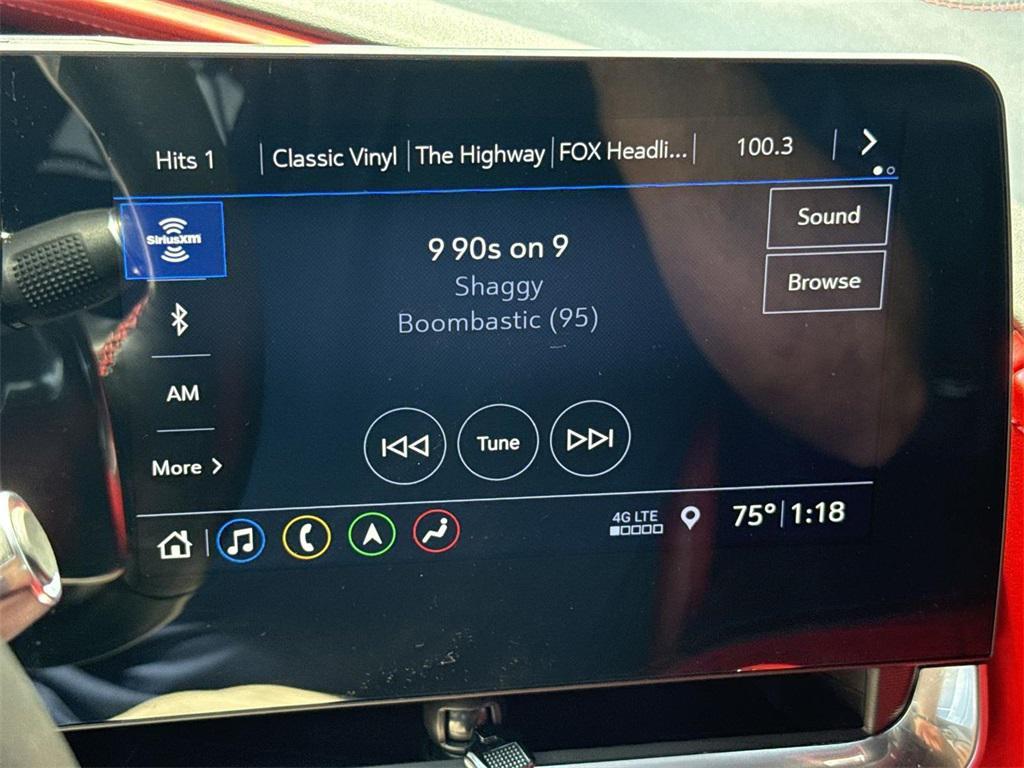 Hits 1 Classic Vinyl The Highway FOX Headli... 100.3
Sound
SiriusXM
9 90s on 9
Browse
Shaggy
Boombastic (95)
AM
Tune
More
4G LTE
75° 1:18